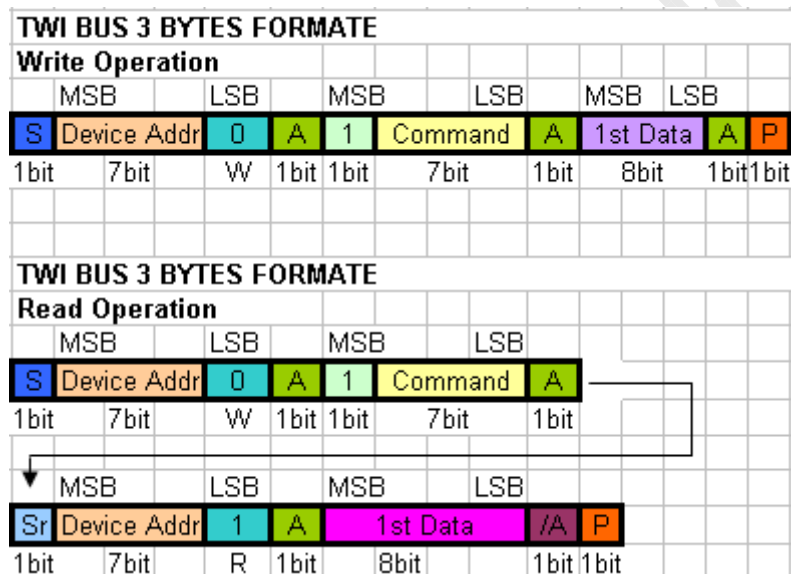 TWI BUS 3 BYTES FORMATE
Write Operation
MSB LSB MSB LSB MSB LSB
S Device Addr 0 A 1 Command A 1st Data A P
1bit 7bit W 1bit 1bit 7bit 1bit 8bit 1bit 1bit
TWI BUS 3 BYTES FORMATE
Read Operation
MSB LSB MSB LSB
S Device Addr 0 A 1 Command A
1bit 7bit W 1bit 1bit 7bit 1bit
MSB LSB MSB LSB
Sr Device Addr 1 A 1st Data /A P
1bit 7bit R 1bit 8bit 1bit 1bit